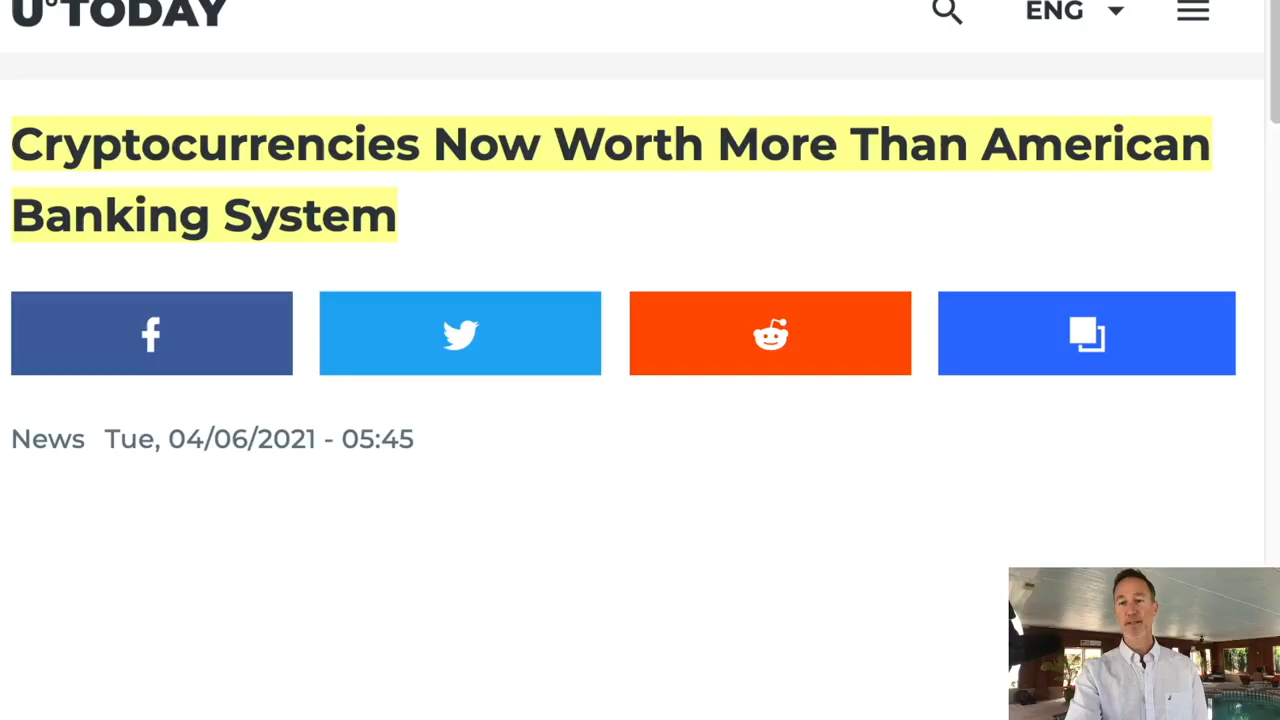 U°TODAY
ENG
Cryptocurrencies Now Worth More Than American
Banking System
News Tue, 04/06/2021 - 05:45